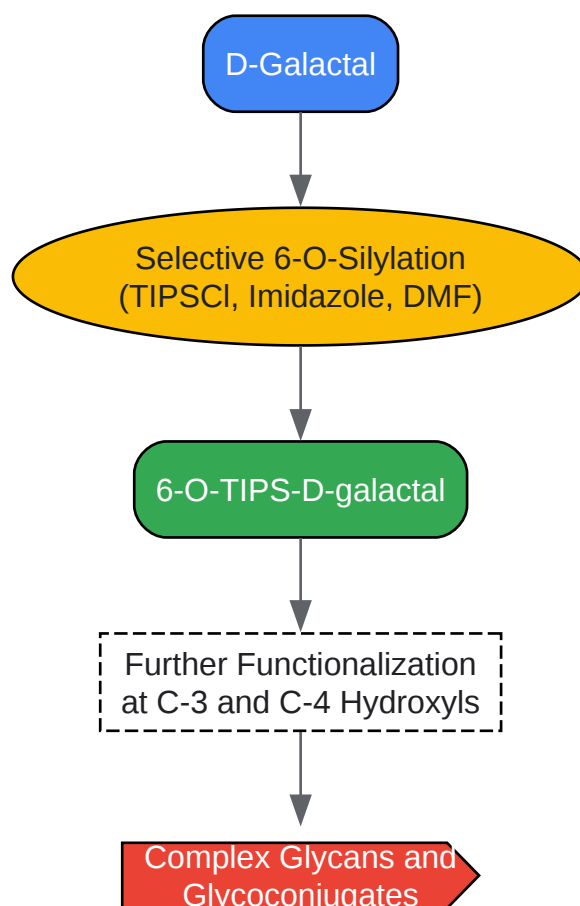 D-Galactal
Selective 6-O-Silylation
(TIPSCl, Imidazole, DMF)
6-O-TIPS-D-galactal
Further Functionalization
at C-3 and C-4 Hydroxyls
Complex Glycans and
Glycoconjugates